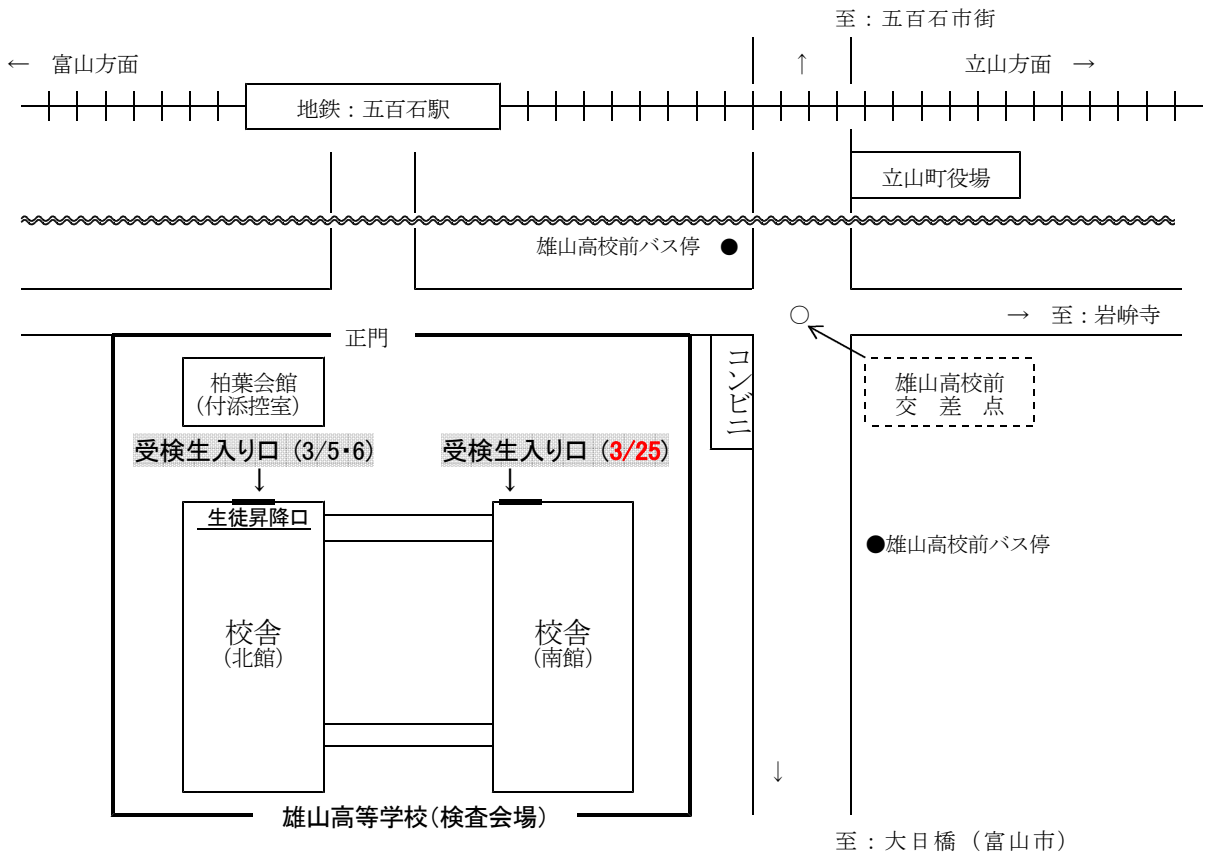 至：五百石市街
← 富山方面
↑
立山方面 →
地鉄：五百石駅
立山町役場
雄山高校前バス停 ●
○
→ 至：岩峅寺
正門
コンビニ
柏葉会館
(付添控室)
雄山高校前
交 差 点
受検生入り口 (3/5・6)
受検生入り口 (3/25)
↓
↓
生徒昇降口
●雄山高校前バス停
校舎
(北館)
校舎
(南館)
↓
雄山高等学校(検査会場)
至：大日橋（富山市）